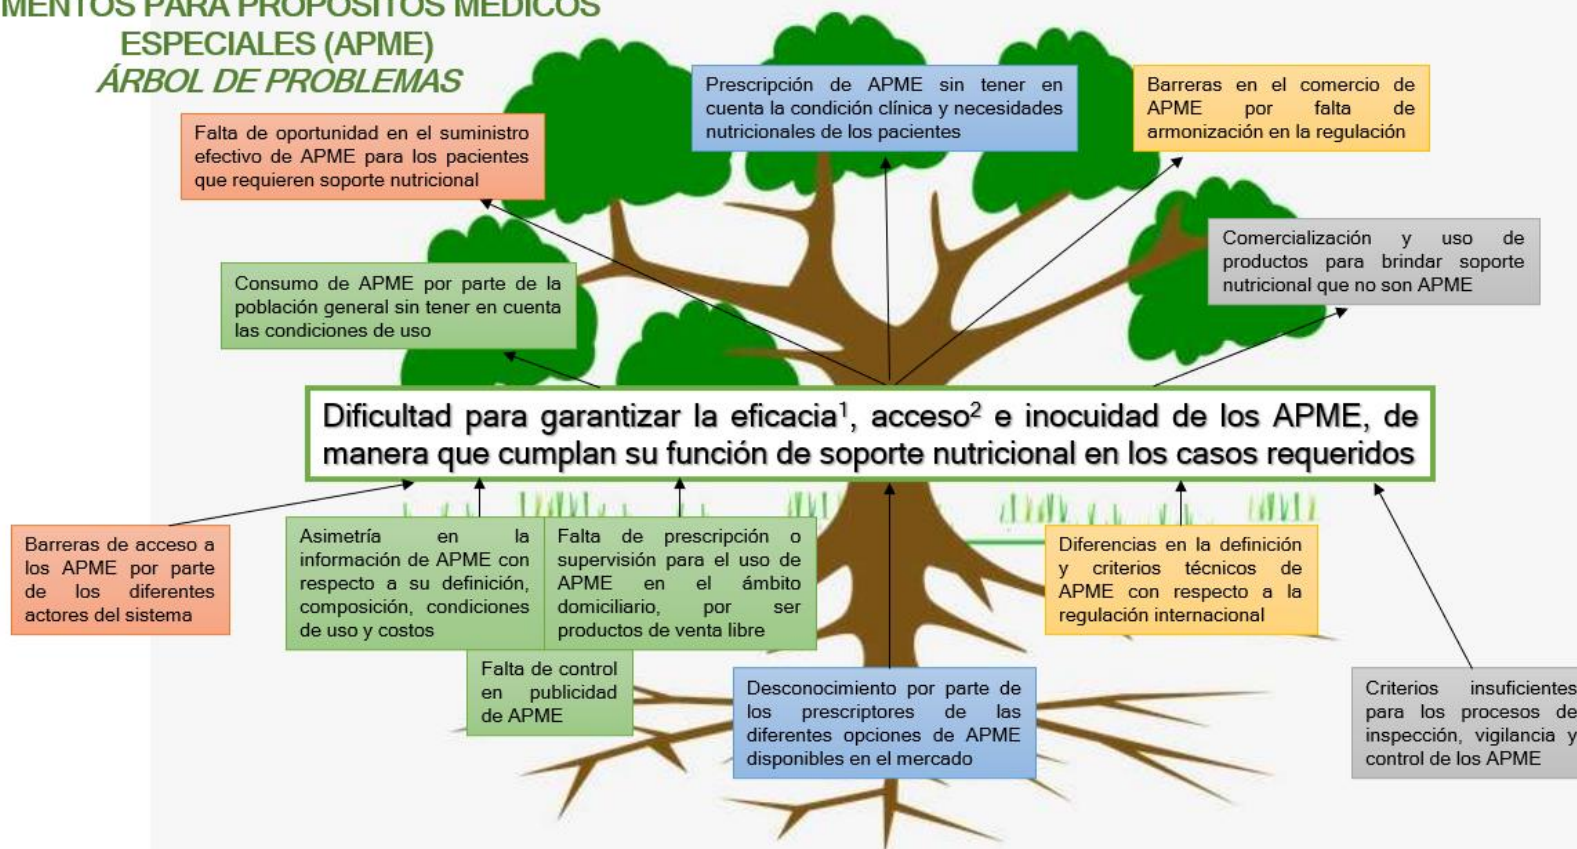 MENTOS PARA PROPÓSITOS MÉDICOS
ESPECIALES (APME)
ÁRBOL DE PROBLEMAS
Falta de oportunidad en el suministro
efectivo de APME para los pacientes
que requieren soporte nutricional
Prescripción de APME sin tener en
cuenta la condición clínica y necesidades
nutricionales de los pacientes
Barreras en el comercio de
APME por falta de
armonización en la regulación
Consumo de APME por parte de la
población general sin tener en cuenta
las condiciones de uso
Comercialización y uso de
productos para brindar soporte
nutricional que no son APME
Dificultad para garantizar la eficacia¹, acceso² e inocuidad de los APME, de
manera que cumplan su función de soporte nutricional en los casos requeridos
Barreras de acceso a
los APME por parte
de los diferentes
actores del sistema
Asimetría en la
información de APME con
respecto a su definición,
composición, condiciones
de uso y costos
Falta de prescripción o
supervisión para el uso de
APME en el ámbito
domiciliario, por ser
productos de venta libre
Falta de control
en publicidad
de APME
Desconocimiento por parte de
los prescriptores de las
diferentes opciones de APME
disponibles en el mercado
Diferencias en la definición
y criterios técnicos de
APME con respecto a la
regulación internacional
Criterios insuficientes
para los procesos de
inspección, vigilancia y
control de los APME